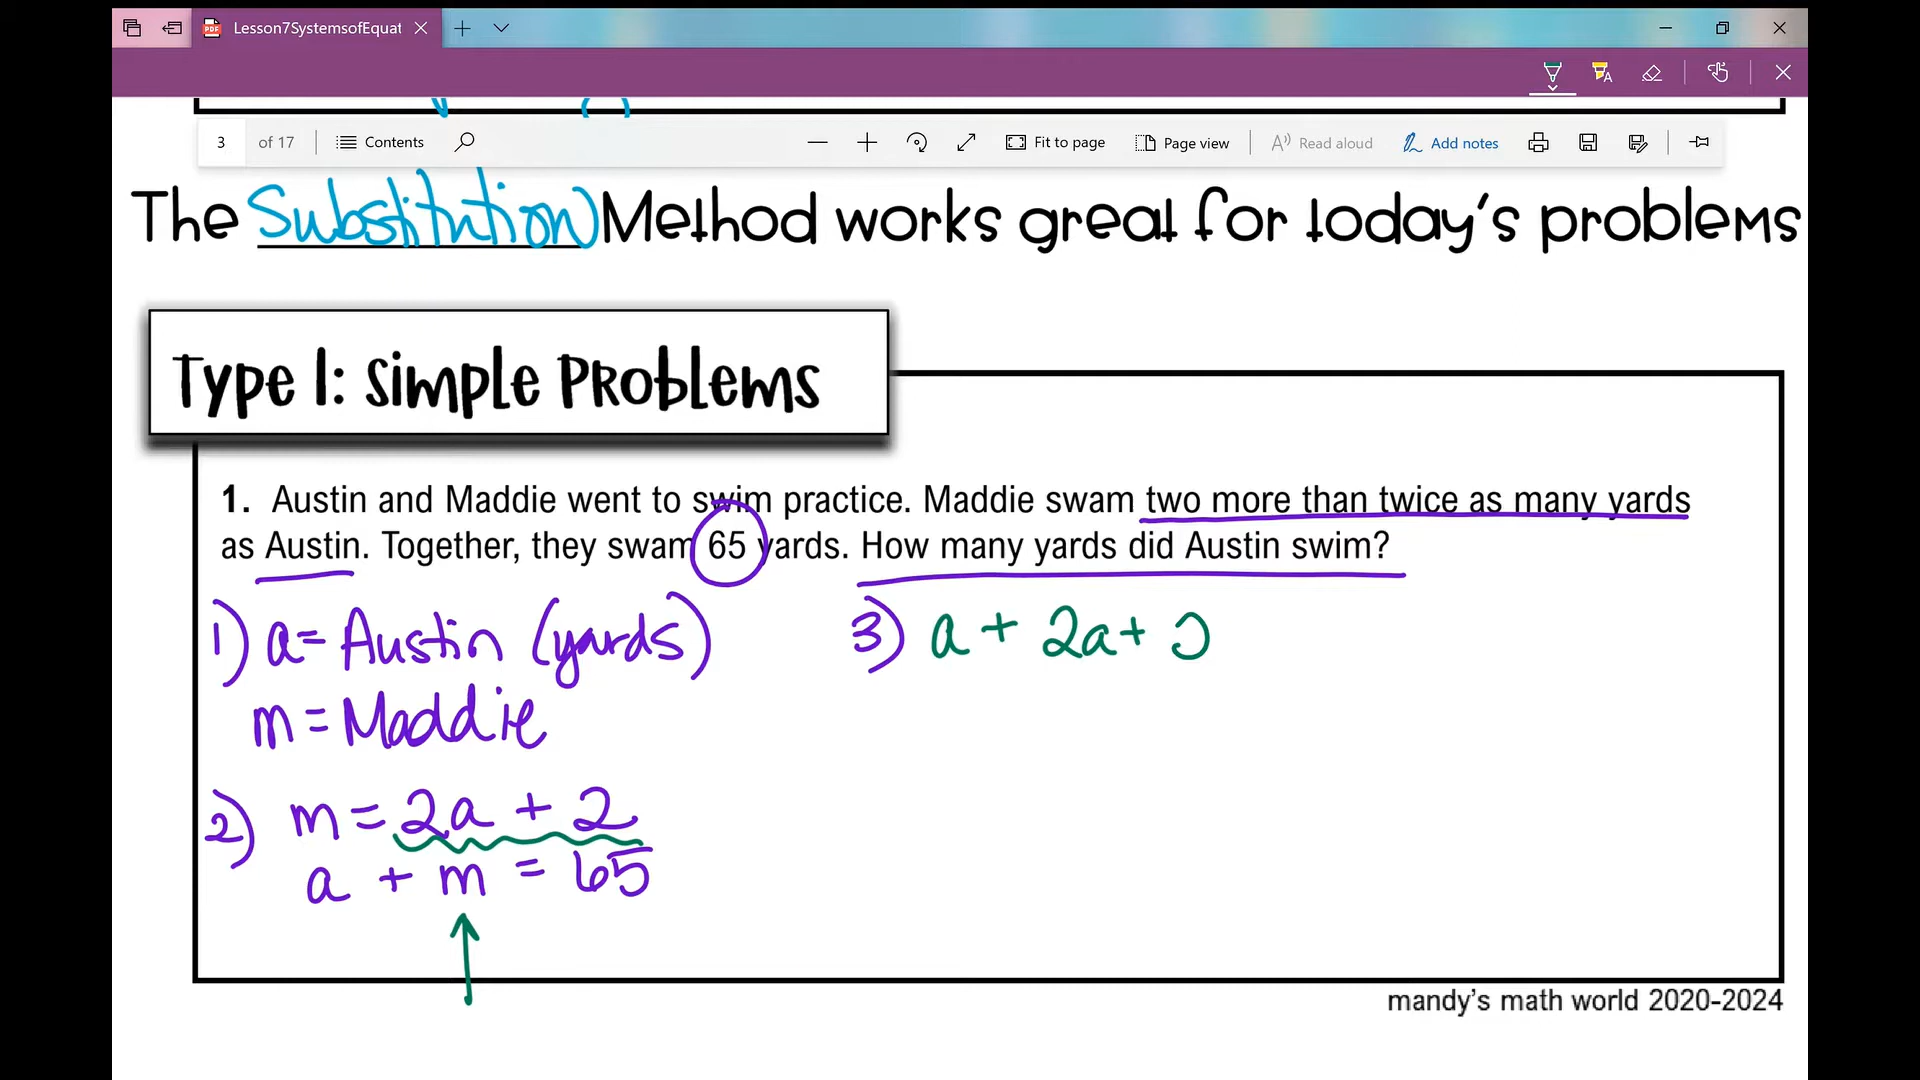 Lesson7SystemsofEquat
3 of 17 Contents Fit to page Page view Read aloud Add notes
The Substitution Method works great for today's problems
Type 1: Simple Problems
1. Austin and Maddie went to swim practice. Maddie swam two more than twice as many yards
as Austin. Together, they swam 65 yards. How many yards did Austin swim?
1) a = Austin (yards)
m = Maddie
2) m = 2a + 2
a + m = 65
3) a + 2a +
mandy's math world 2020-2024